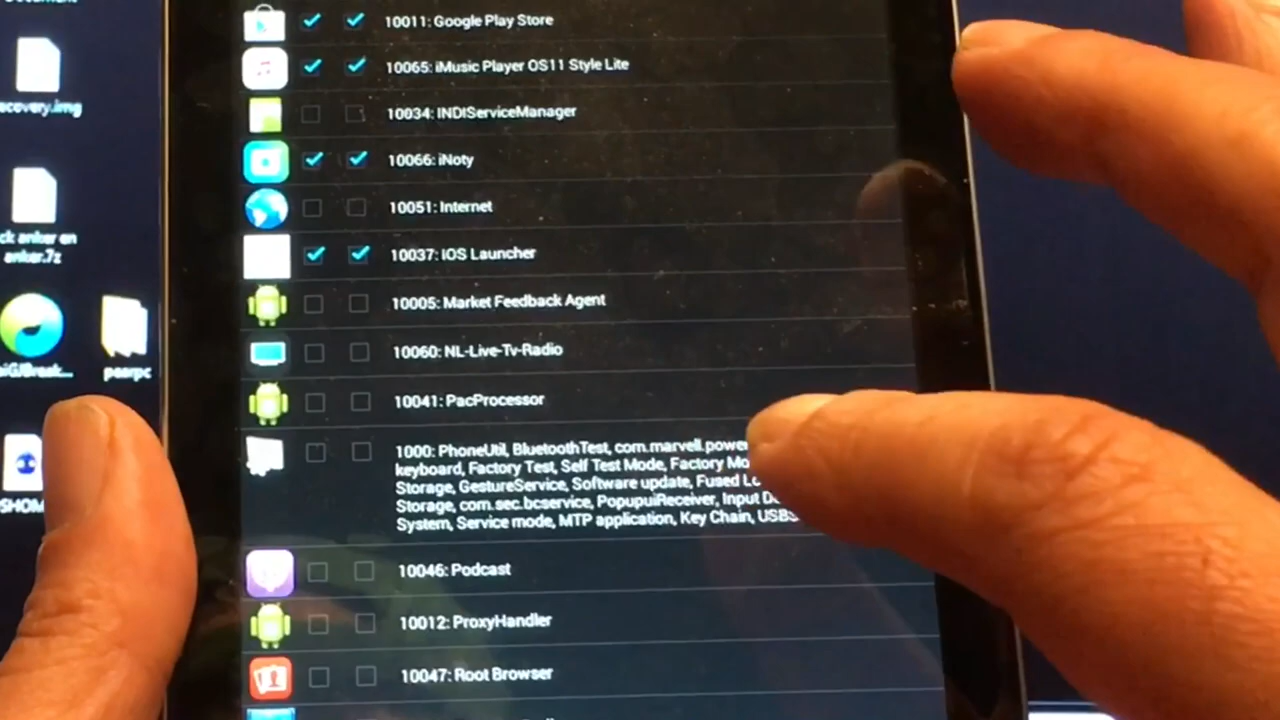 10011: Google Play Store
10065: iMusic Player OS11 Style Lite
10034: INDIServiceManager
ecovery.img
10066: iNoty
10051: Internet
ck anker en
anker.7z
10037: iOS Launcher
10005: Market Feedback Agent
10060: NL-Live-Tv-Radio
pearpc
10041: PacProcessor
1000: PhoneUtil, BluetoothTest, com.marvell.power
keyboard, Factory Test, Self Test Mode, Factory Mo
Storage, GestureService, Software update, Fused Lo
Storage, com.sec.bcservice, PopupuiReceiver, Input De
System, Service mode, MTP application, Key Chain, USBS
SHOM
10046: Podcast
10012: ProxyHandler
10047: Root Browser